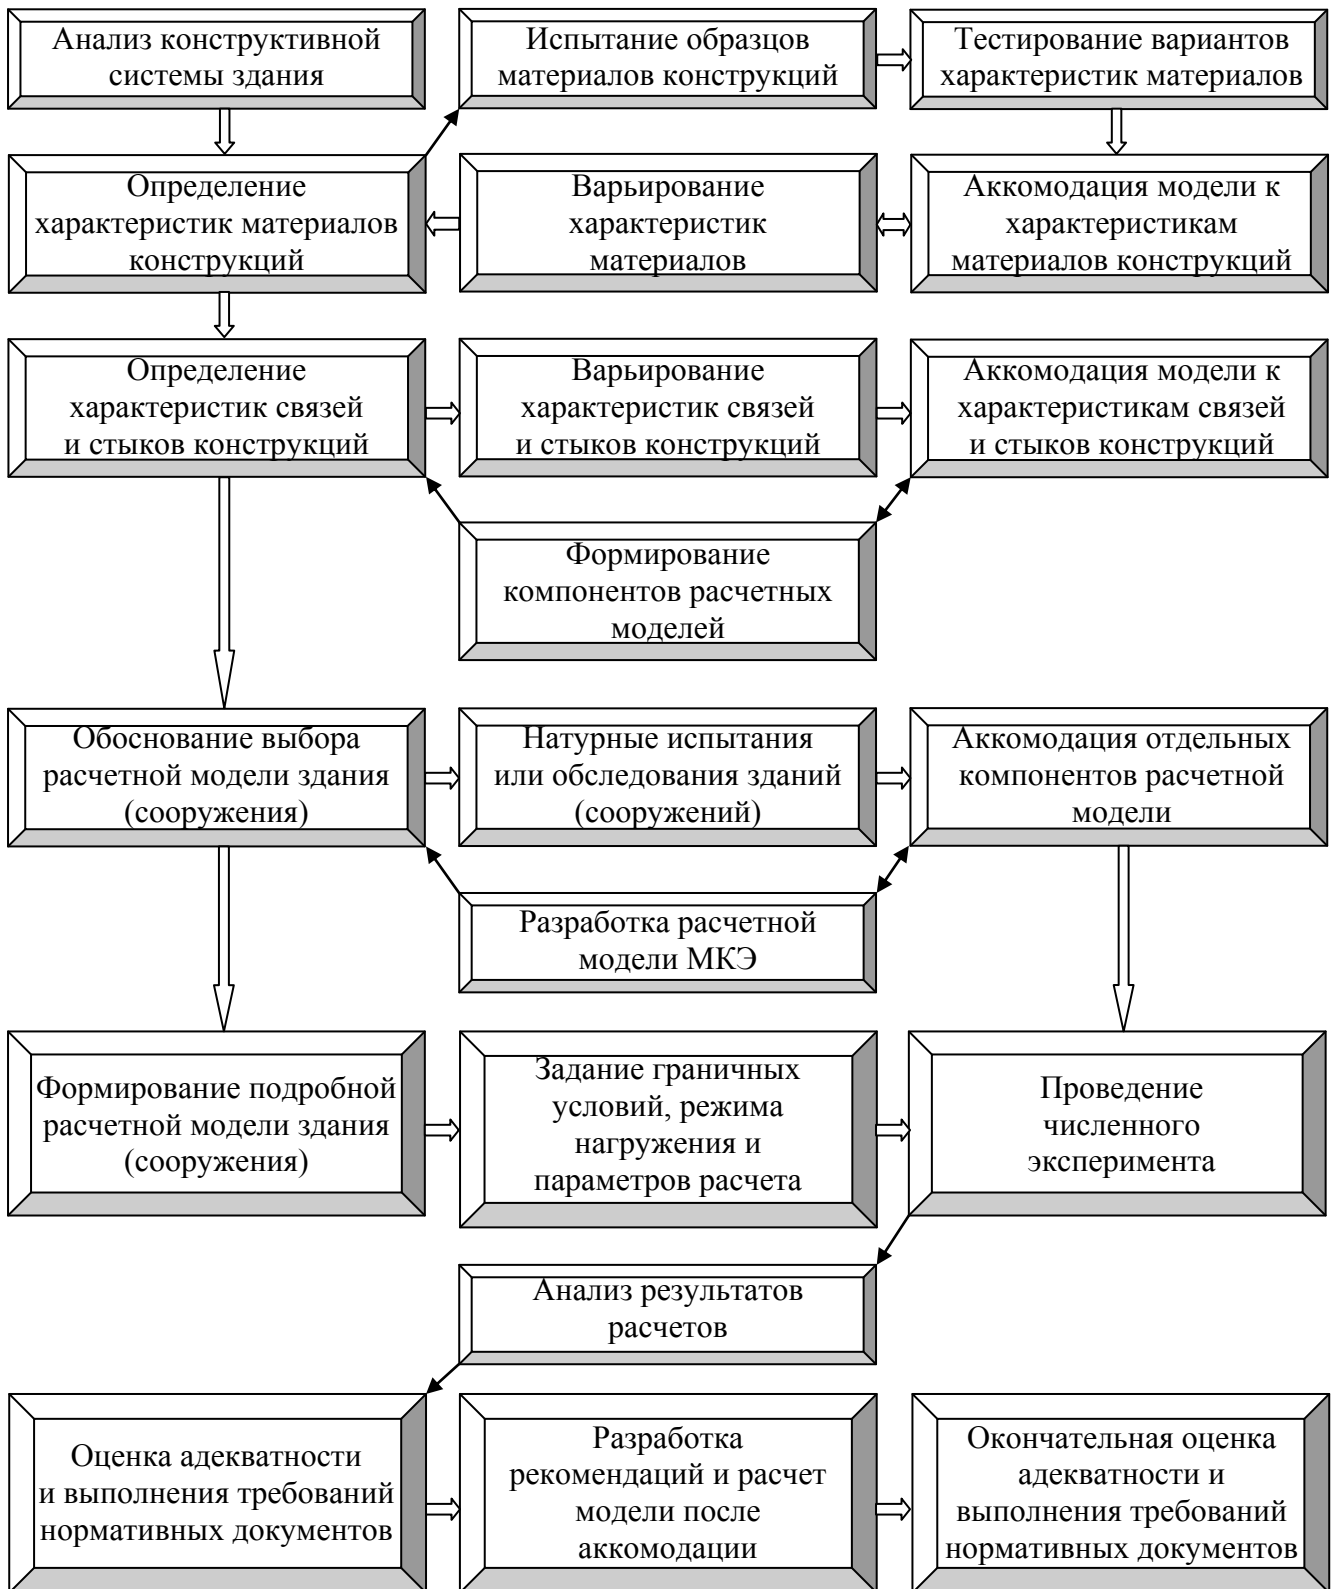 Анализ конструктивной
системы здания
Испытание образцов
материалов конструкций
Тестирование вариантов
характеристик материалов
Определение
характеристик материалов
конструкций
Варьирование
характеристик
материалов
Аккомодация модели к
характеристикам
материалов конструкций
Определение
характеристик связей
и стыков конструкций
Варьирование
характеристик связей
и стыков конструкций
Аккомодация модели к
характеристикам связей
и стыков конструкций
Формирование
компонентов расчетных
моделей
Обоснование выбора
расчетной модели здания
(сооружения)
Натурные испытания
или обследования зданий
(сооружений)
Аккомодация отдельных
компонентов расчетной
модели
Разработка расчетной
модели МКЭ
Формирование подробной
расчетной модели здания
(сооружения)
Задание граничных
условий, режима
нагружения и
параметров расчета
Проведение
численного
эксперимента
Анализ результатов
расчетов
Оценка адекватности
и выполнения требований
нормативных документов
Разработка
рекомендаций и расчет
модели после
аккомодации
Окончательная оценка
адекватности и
выполнения требований
нормативных документов